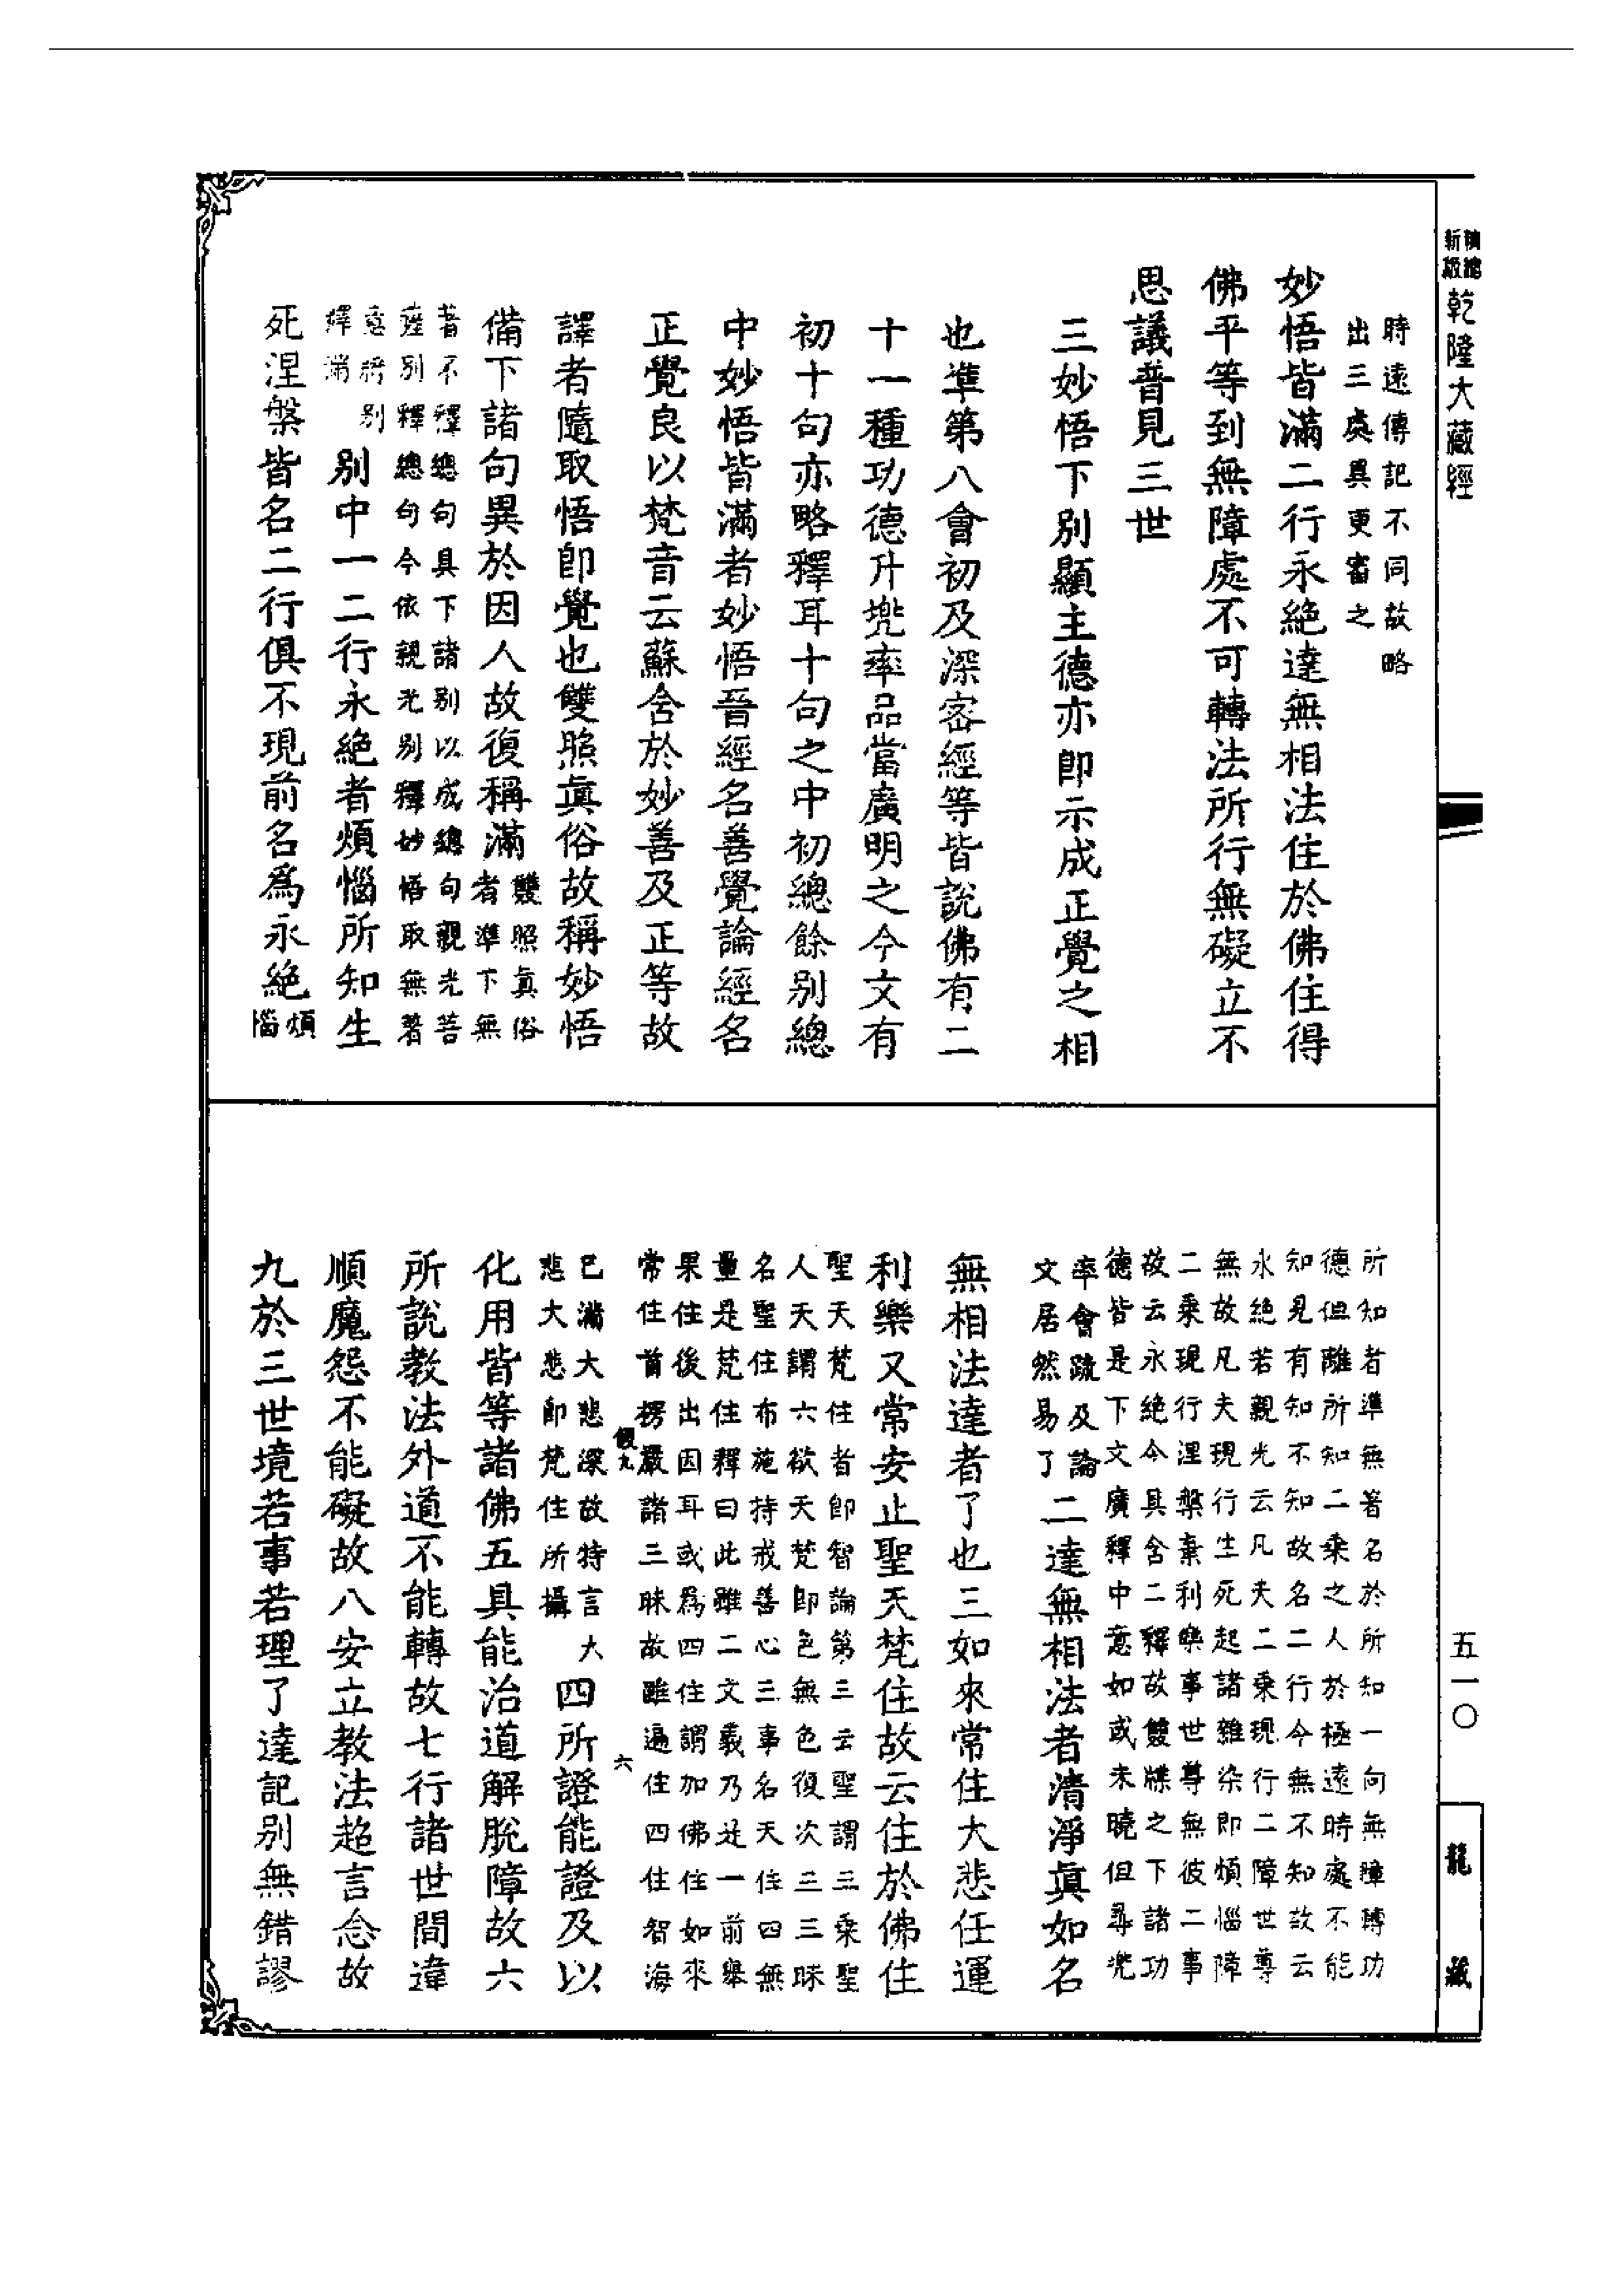 乾隆大藏經
時遠傳記不同故略
出三處異更審之
妙悟皆滿二行永絕達無相法住於佛住得
佛平等到無障處不可轉法所行無礙立不
思議普見三世
三妙悟下別顯主德亦即示成正覺之相
也準第八會初及深密經等皆說佛有二
十一種功德升兜率品當廣明之今文有
初十句亦略釋耳十句之中初總餘別總
中妙悟皆滿者妙悟晉經名善覺論經名
正覺良以梵音云蘇舍於妙善及正等故
譯者隨取悟即覺也雙照真俗故稱妙悟
備下諸句異於因人故復稱滿
雙照真俗
者準下無
著不釋總句具下諸別以成總句親光菩
薩別釋總句今依親光別釋妙悟取無著
意將別
釋滿
別中一二行永絕者煩惱所知生
死涅槃皆名二行俱不現前名為永絕
煩
惱
所知者準無著名於所知一向無障轉功
德但離所知二乘之人於極遠時處不能
知見有知不知故名二行今無不知故云
永絕若親光云凡夫二乘現行二障世尊
無故凡夫現行生死起諸雜染即煩惱障
二乘現行涅槃棄利樂事世尊無彼二事
故云永絕今具含二釋故雙牒之下諸功
德皆是下文廣釋中意如或未曉但尋兜
率會疏及論
文居然易了
二達無相法者清淨真如名
無相法達者了也三如來常住大悲任運
利樂又常安止聖天梵住故云住於佛住
聖天梵住者即智論第三云聖謂三乘聖
人天謂六欲天梵即色無色復次三三昧
名聖住布施持戒善心三事名天住四無
量是梵住釋曰此雖二文義乃是一前舉
果住後出因耳或為四住謂加佛住如來
常住首楞嚴諸三昧故雖遍住四住智海
假九
六
已滿大悲深故特言大
悲大悲即梵住所攝
四所證能證及以
化用皆等諸佛五具能治道解脫障故六
所說教法外道不能轉故七行諸世間違
順魔怨不能礙故八安立教法超言念故
九於三世境若事若理了達記別無錯謬
五一〇
龍藏